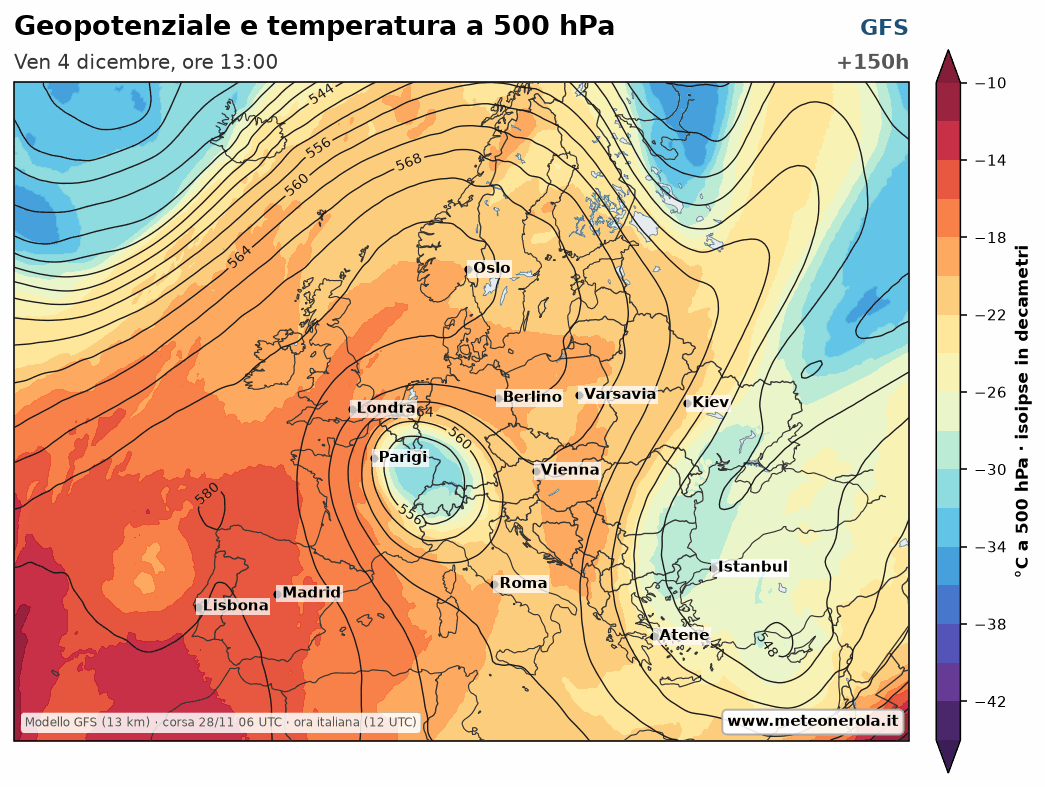 Geopotenziale e temperatura a 500 hPa
GFS
Ven 4 dicembre, ore 13:00
+150h
544
556
568
560
564
Oslo
Berlino
Varsavia
Kiev
Londra
64
560
Parigi
Vienna
580
556
Istanbul
Roma
Madrid
Lisbona
Atene
548
Modello GFS (13 km) · corsa 28/11 06 UTC · ora italiana (12 UTC)
www.meteonerola.it
−10
−14
−18
−22
−26
−30
−34
−38
−42
°C a 500 hPa · isoipse in decametri